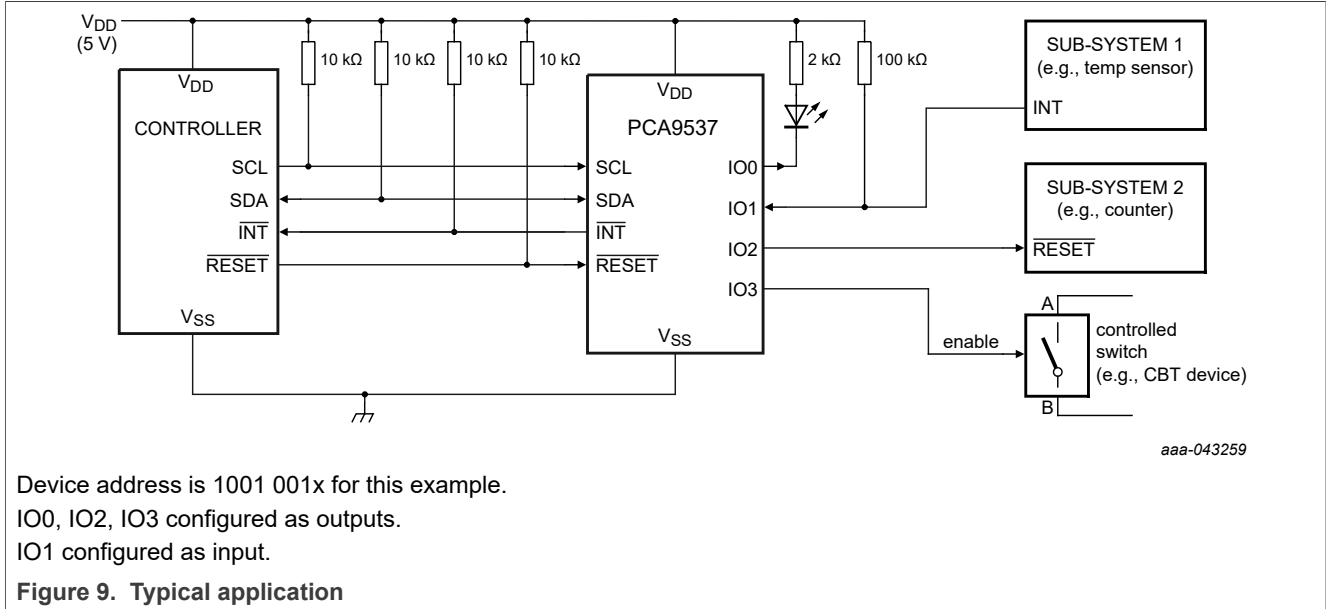 VDD
(5 V)
10 kΩ
10 kΩ
10 kΩ
10 kΩ
2 kΩ
100 kΩ
VDD
CONTROLLER
SCL
SDA
INT
RESET
VSS
VDD
PCA9537
SCL
SDA
INT
RESET
IO0
IO1
IO2
IO3
VSS
SUB-SYSTEM 1
(e.g., temp sensor)
INT
SUB-SYSTEM 2
(e.g., counter)
RESET
enable
A
B
controlled
switch
(e.g., CBT device)
aaa-043259
Device address is 1001 001x for this example.
IO0, IO2, IO3 configured as outputs.
IO1 configured as input.
Figure 9. Typical application